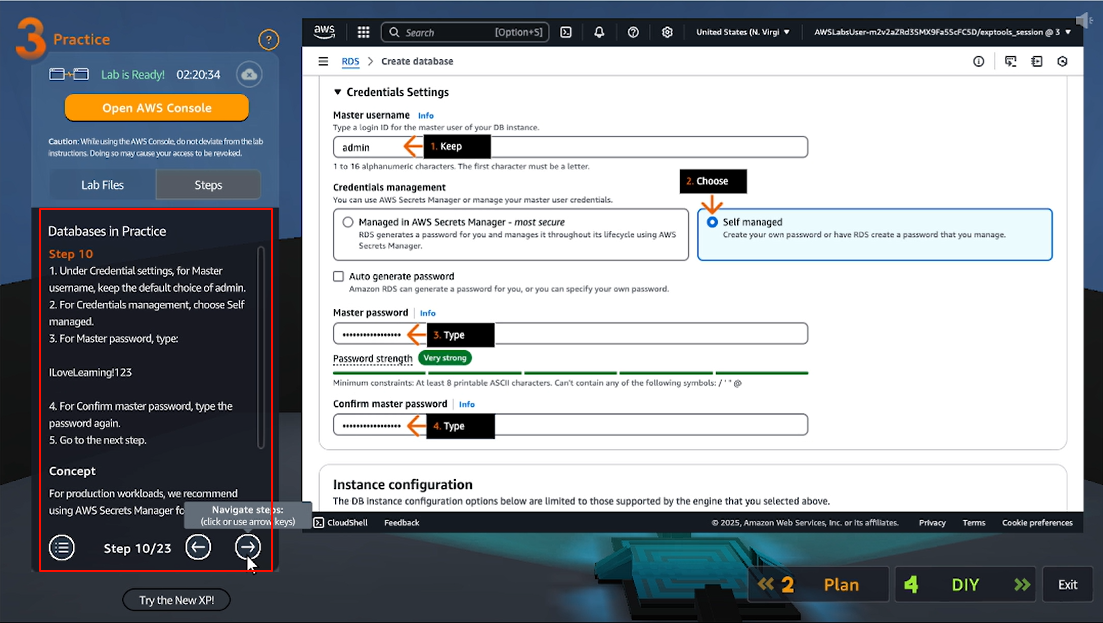 3 Practice
?
Lab is Ready! 02:20:34
Open AWS Console
Caution: While using the AWS Console, do not deviate from the lab
instructions. Doing so may cause your access to be revoked.
Lab Files
Steps
Databases in Practice
Step 10
1. Under Credential settings, for Master
username, keep the default choice of admin.
2. For Credentials management, choose Self
managed.
3. For Master password, type:
ILoveLearning!123
4. For Confirm master password, type the
password again.
5. Go to the next step.
Concept
For production workloads, we recommend
using AWS Secrets Manager fo
Navigate steps:
(click or use arrow keys)
Step 10/23
Try the New XP!
aws
Search
[Option+S]
United States (N. Virgi
AWSLabsUser-m2v2aZRd3SMX9Fa5ScFC5D/exptools_session @ 3
RDS > Create database
Credentials Settings
Master username Info
Type a login ID for the master user of your DB instance.
admin
1. Keep
1 to 16 alphanumeric characters. The first character must be a letter.
Credentials management
You can use AWS Secrets Manager or manage your master user credentials.
2. Choose
Managed in AWS Secrets Manager - most secure
RDS generates a password for you and manages it throughout its lifecycle using AWS
Secrets Manager.
Self managed
Create your own password or have RDS create a password that you manage.
Auto generate password
Amazon RDS can generate a password for you, or you can specify your own password.
Master password Info
3. Type
Password strength Very strong
Minimum constraints: At least 8 printable ASCII characters. Can't contain any of the following symbols: / ' " @
Confirm master password Info
4. Type
Instance configuration
The DB instance configuration options below are limited to those supported by the engine that you selected above.
CloudShell
Feedback
© 2025, Amazon Web Services, Inc. or its affiliates.
Privacy
Terms
Cookie preferences
2 Plan
4 DIY
Exit